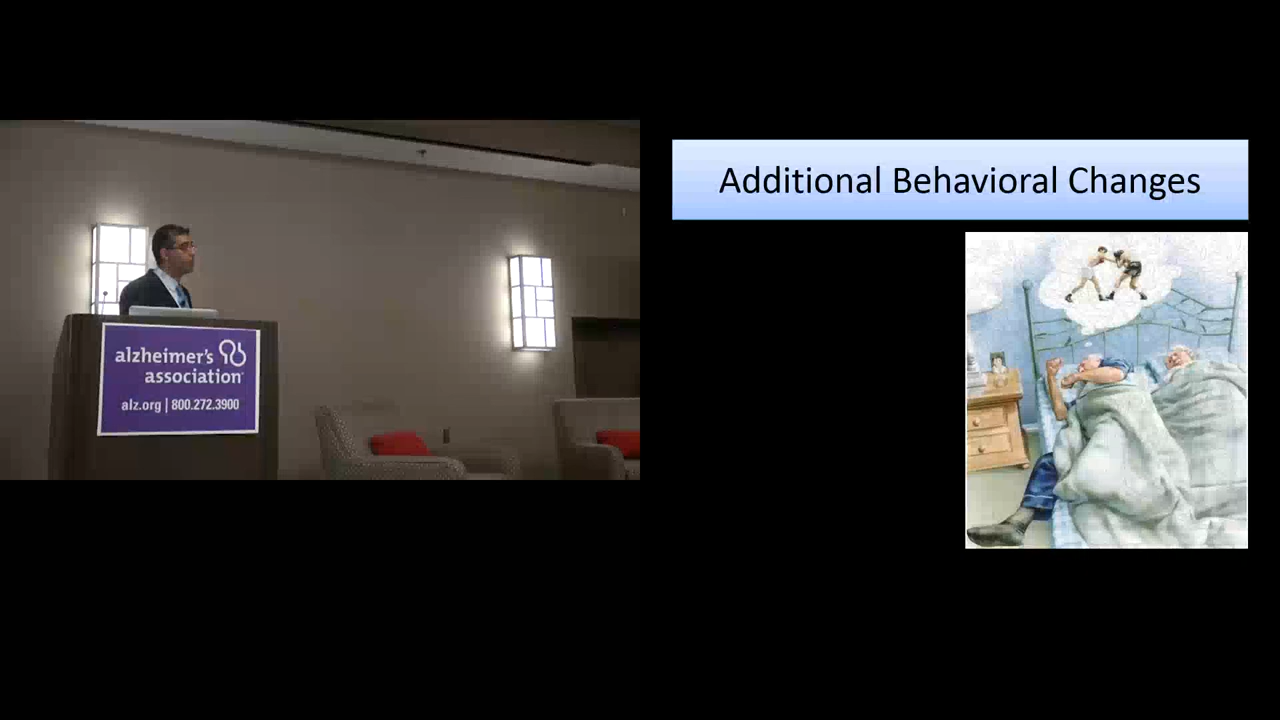 alzheimer's
association
alz.org | 800.272.3900
Additional Behavioral Changes